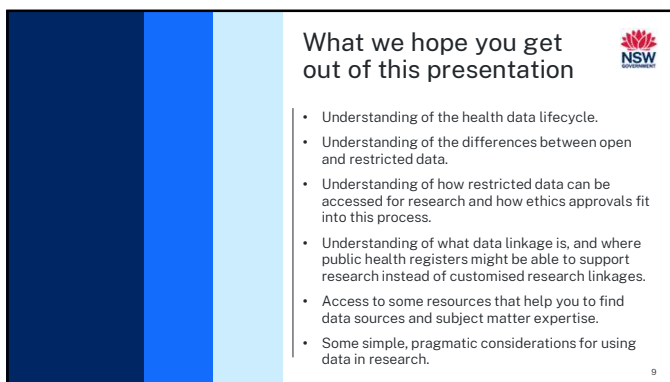 What we hope you get
out of this presentation
NSW
GOVERNMENT
• Understanding of the health data lifecycle.
• Understanding of the differences between open
and restricted data.
• Understanding of how restricted data can be
accessed for research and how ethics approvals fit
into this process.
• Understanding of what data linkage is, and where
public health registers might be able to support
research instead of customised research linkages.
• Access to some resources that help you to find
data sources and subject matter expertise.
• Some simple, pragmatic considerations for using
data in research.
9